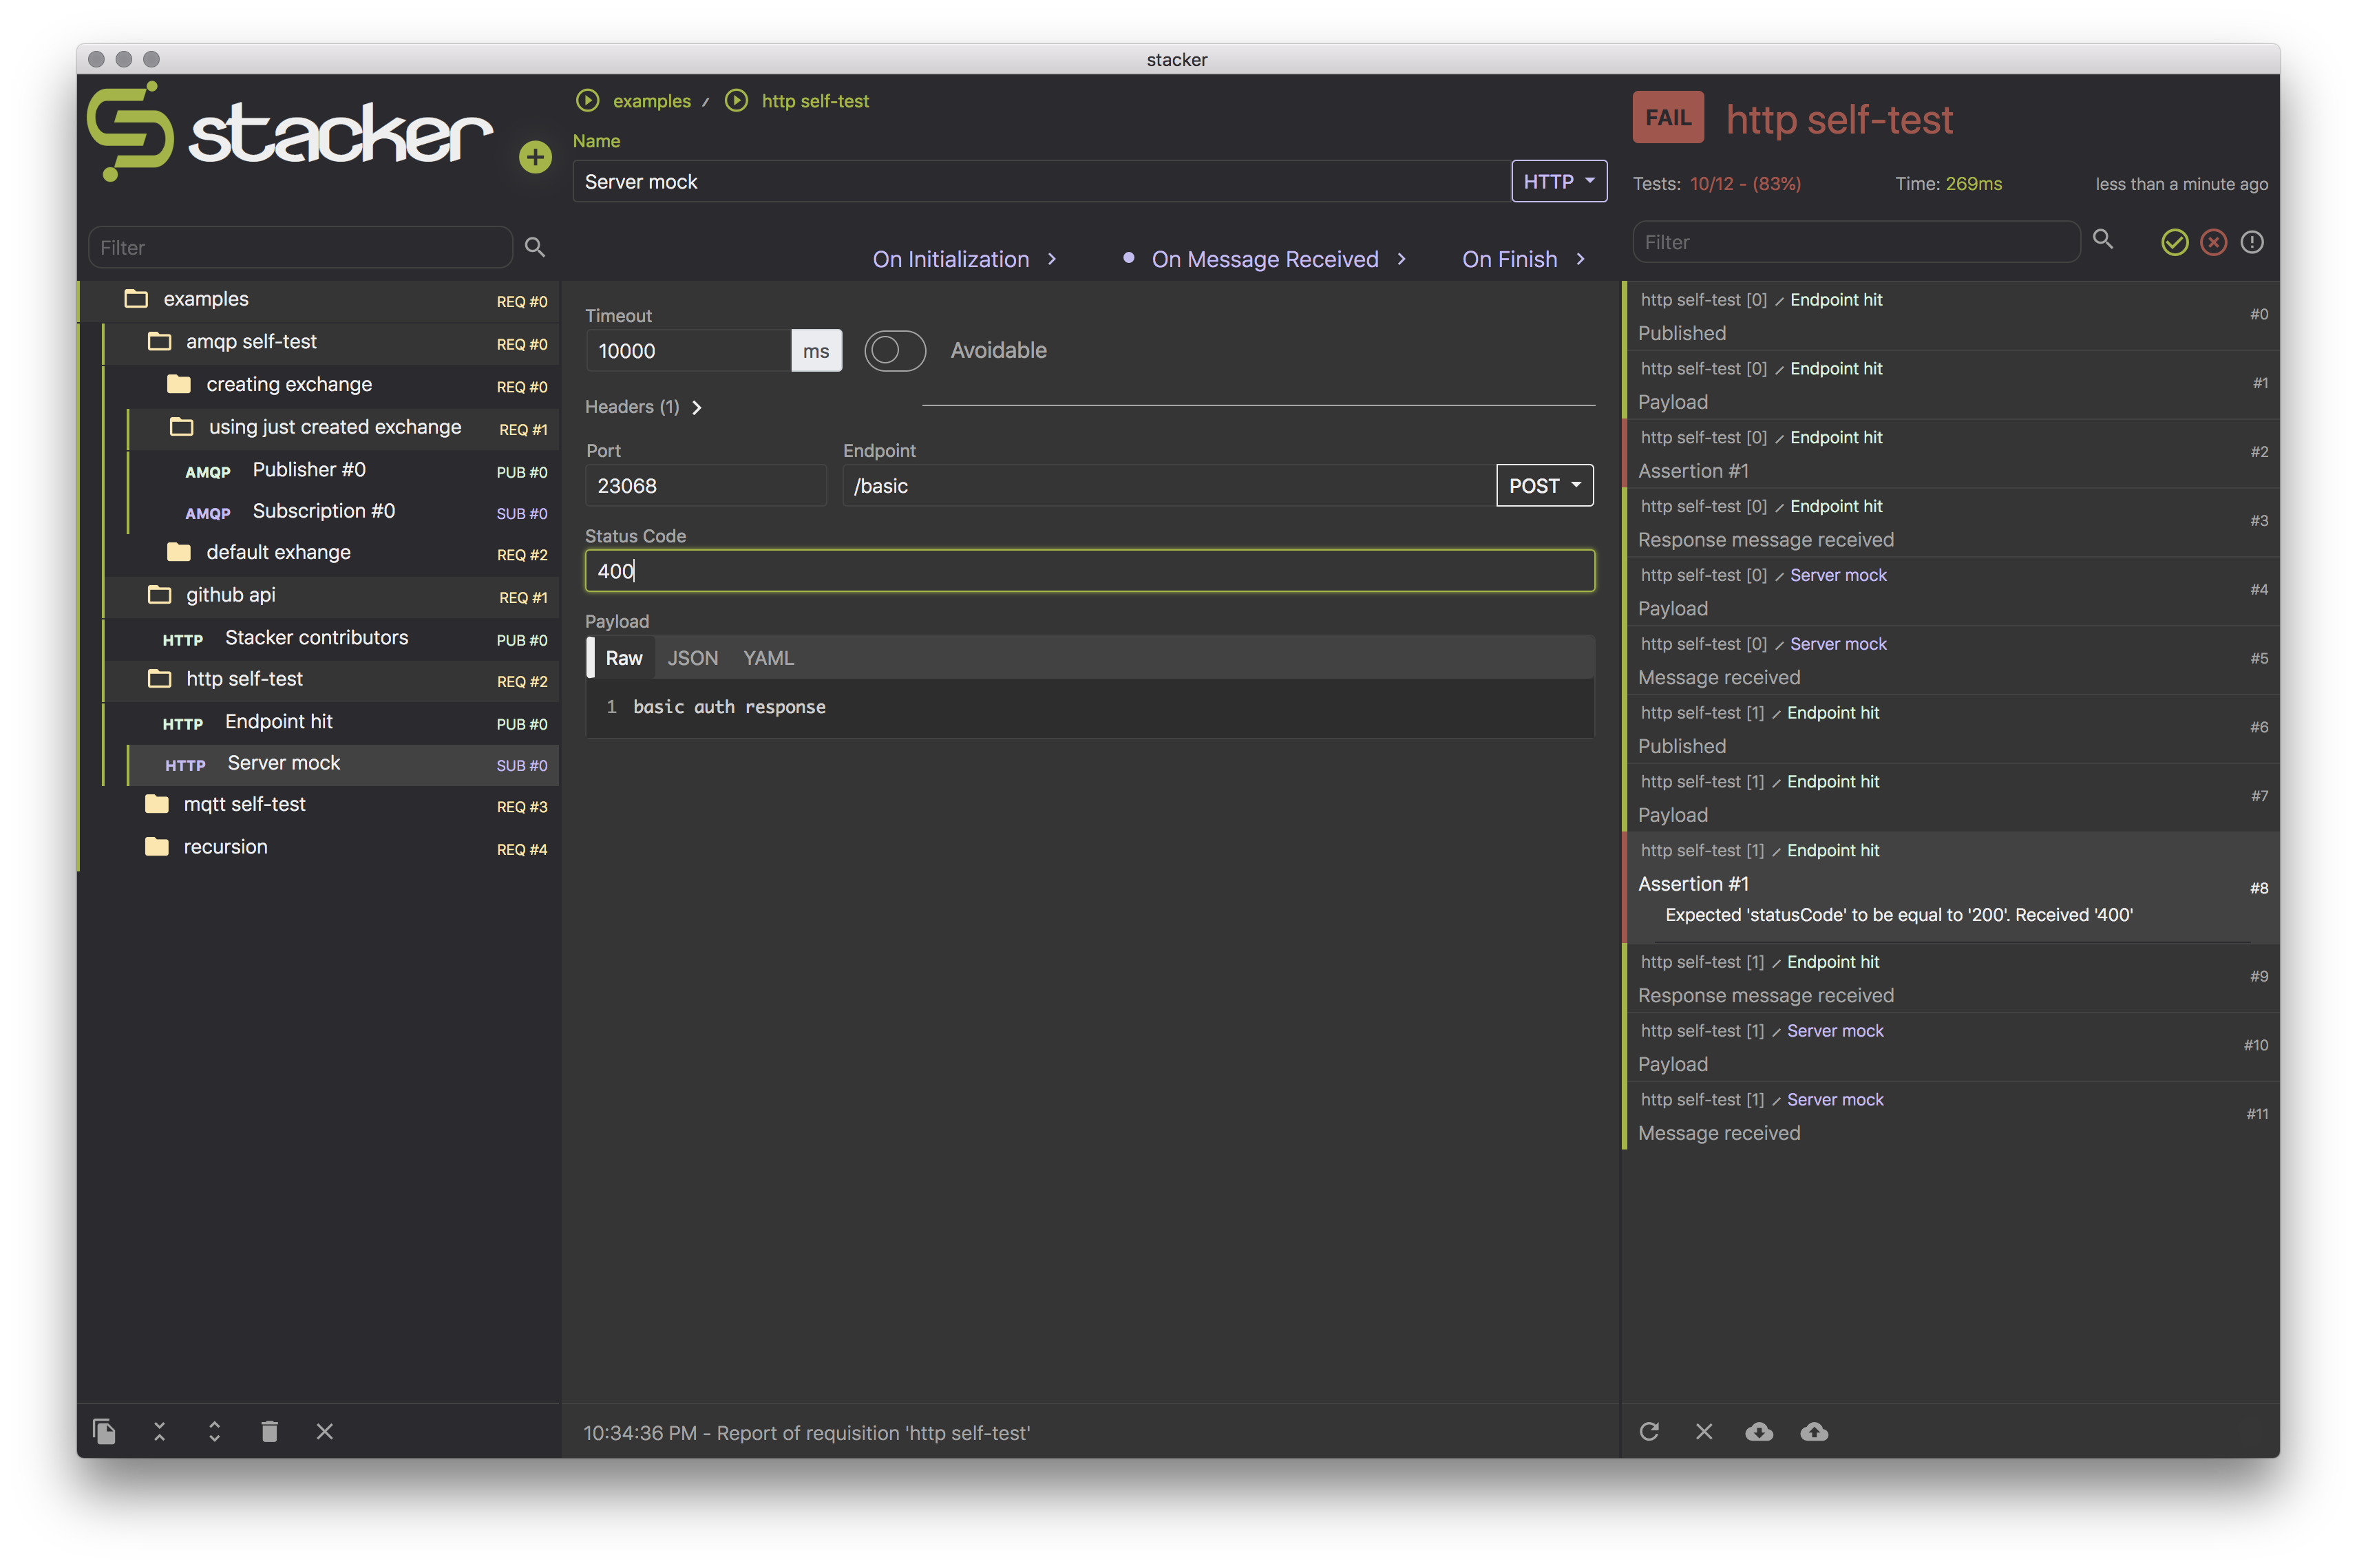 stacker
stacker
Filter
examples REQ #0
amqp self-test REQ #0
creating exchange REQ #0
using just created exchange REQ #1
AMQP Publisher #0 PUB #0
AMQP Subscription #0 SUB #0
default exhange REQ #2
github api REQ #1
HTTP Stacker contributors PUB #0
http self-test REQ #2
HTTP Endpoint hit PUB #0
HTTP Server mock SUB #0
mqtt self-test REQ #3
recursion REQ #4
examples / http self-test
Name
Server mock HTTP
On Initialization On Message Received On Finish
Timeout
10000 ms Avoidable
Headers (1)
Port Endpoint
23068 /basic POST
Status Code
400
Payload
Raw JSON YAML
1 basic auth response
10:34:36 PM - Report of requisition 'http self-test'
FAIL http self-test
Tests: 10/12 - (83%) Time: 269ms less than a minute ago
Filter
http self-test [0] / Endpoint hit
#0
Published
http self-test [0] / Endpoint hit
#1
Payload
http self-test [0] / Endpoint hit
#2
Assertion #1
http self-test [0] / Endpoint hit
#3
Response message received
http self-test [0] / Server mock
#4
Payload
http self-test [0] / Server mock
#5
Message received
http self-test [1] / Endpoint hit
#6
Published
http self-test [1] / Endpoint hit
#7
Payload
http self-test [1] / Endpoint hit
Assertion #1
#8
Expected 'statusCode' to be equal to '200'. Received '400'
http self-test [1] / Endpoint hit
#9
Response message received
http self-test [1] / Server mock
#10
Payload
http self-test [1] / Server mock
#11
Message received